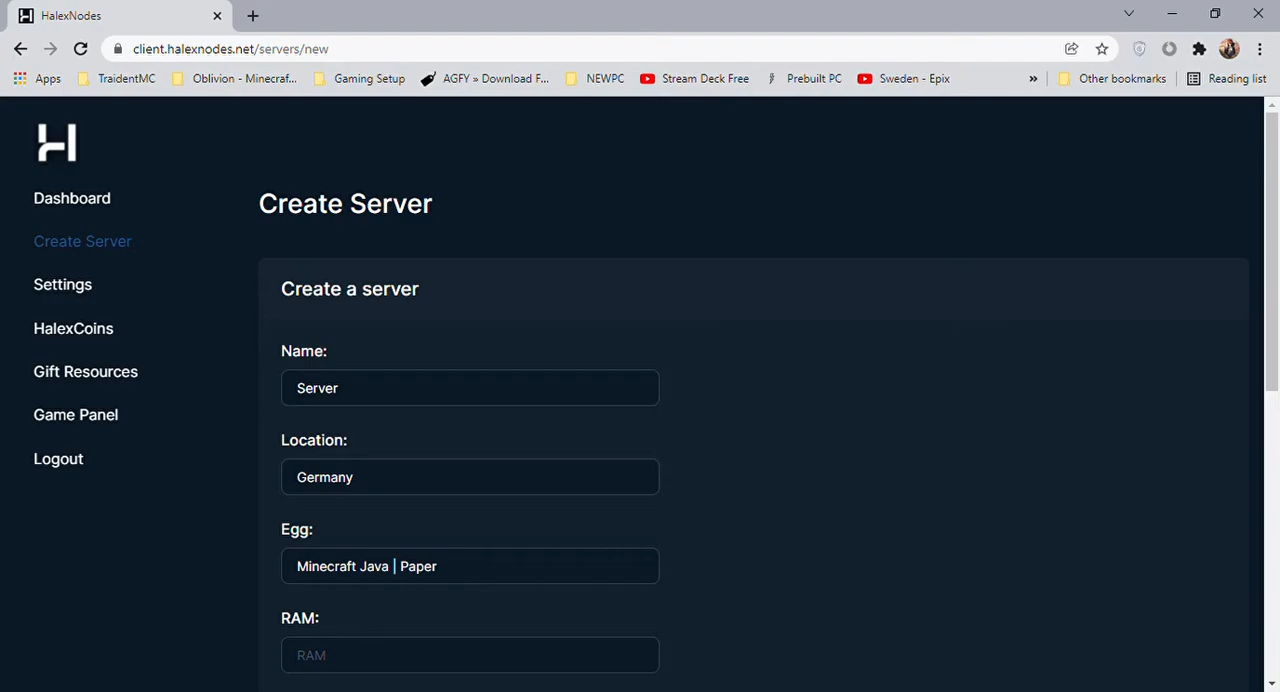 HalexNodes
client.halexnodes.net/servers/new
Apps TraidentMC Oblivion - Minecraf... Gaming Setup AGFY » Download F... NEWPC Stream Deck Free Prebuilt PC Sweden - Epix » Other bookmarks Reading list
H
Dashboard
Create Server
Settings
HalexCoins
Gift Resources
Game Panel
Logout
Create Server
Create a server
Name:
Server
Location:
Germany
Egg:
Minecraft Java | Paper
RAM:
RAM